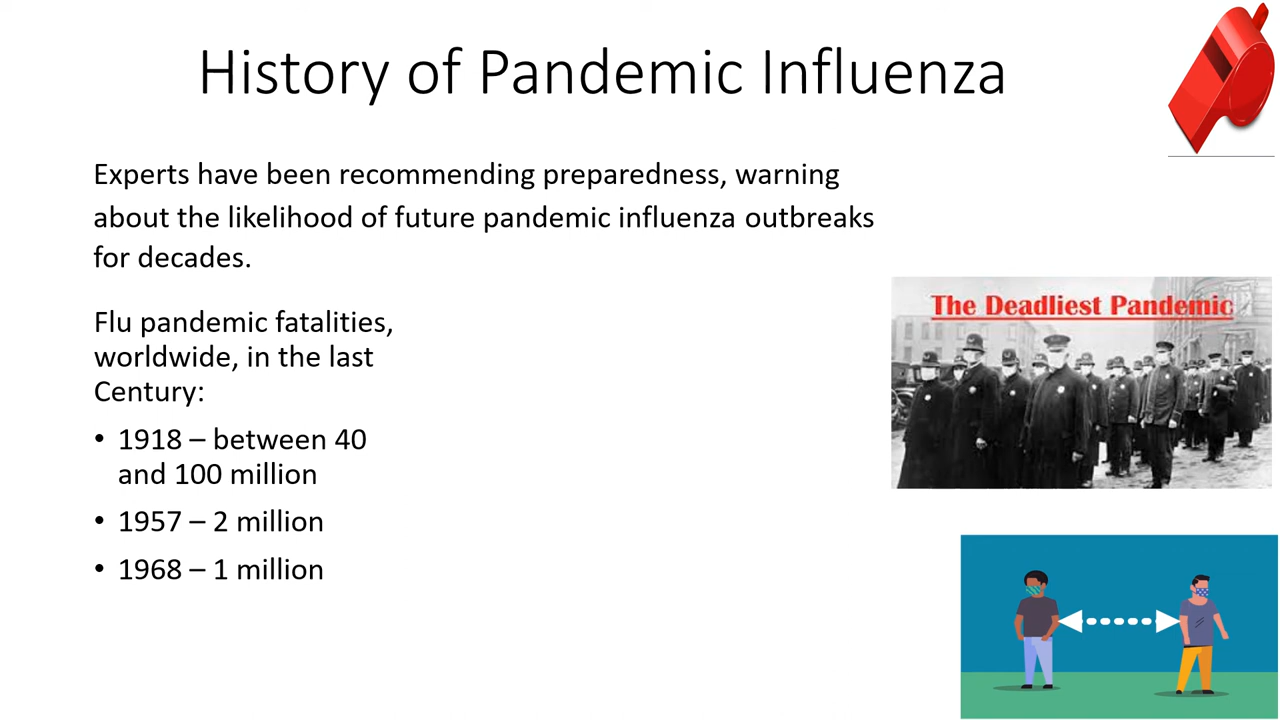 History of Pandemic Influenza
Experts have been recommending preparedness, warning
about the likelihood of future pandemic influenza outbreaks
for decades.
Flu pandemic fatalities,
worldwide, in the last
Century:
• 1918 – between 40
and 100 million
• 1957 – 2 million
• 1968 – 1 million
The Deadliest Pandemic